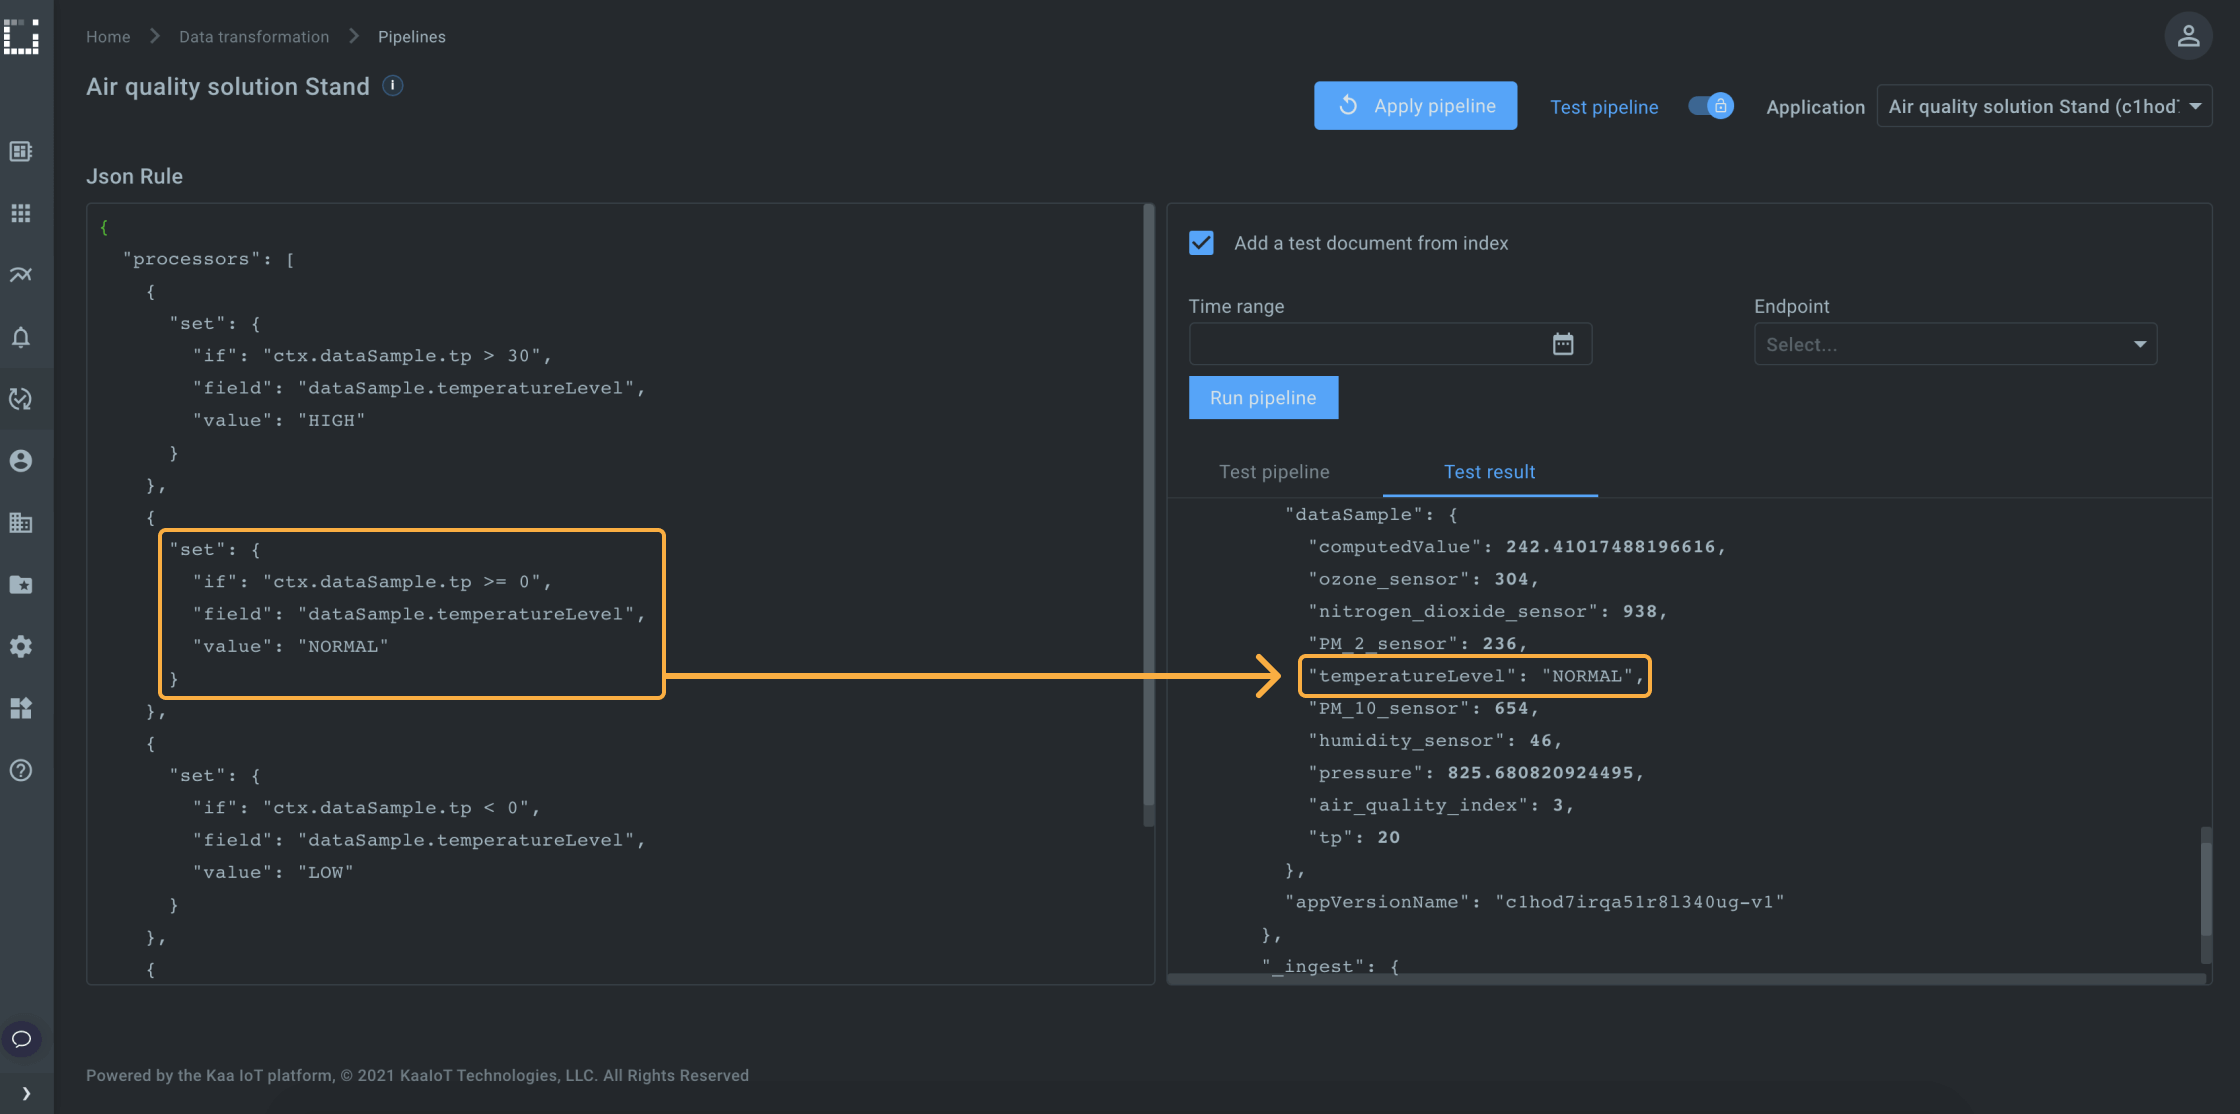 Home > Data transformation > Pipelines
Air quality solution Stand i
Apply pipeline
Test pipeline
Application
Air quality solution Stand (c1hod
Json Rule
{
"processors": [
{
"set": {
"if": "ctx.dataSample.tp > 30",
"field": "dataSample.temperatureLevel",
"value": "HIGH"
}
},
{
"set": {
"if": "ctx.dataSample.tp >= 0",
"field": "dataSample.temperatureLevel",
"value": "NORMAL"
}
},
{
"set": {
"if": "ctx.dataSample.tp < 0",
"field": "dataSample.temperatureLevel",
"value": "LOW"
}
},
{
Add a test document from index
Time range
Endpoint
Select...
Run pipeline
Test pipeline
Test result
"dataSample": {
"computedValue": 242.41017488196616,
"ozone_sensor": 304,
"nitrogen_dioxide_sensor": 938,
"PM_2_sensor": 236,
"temperatureLevel": "NORMAL",
"PM_10_sensor": 654,
"humidity_sensor": 46,
"pressure": 825.680820924495,
"air_quality_index": 3,
"tp": 20
},
"appVersionName": "c1hod7irqa51r8l340ug-v1"
},
"_ingest": {
Powered by the Kaa IoT platform, © 2021 KaaIoT Technologies, LLC. All Rights Reserved